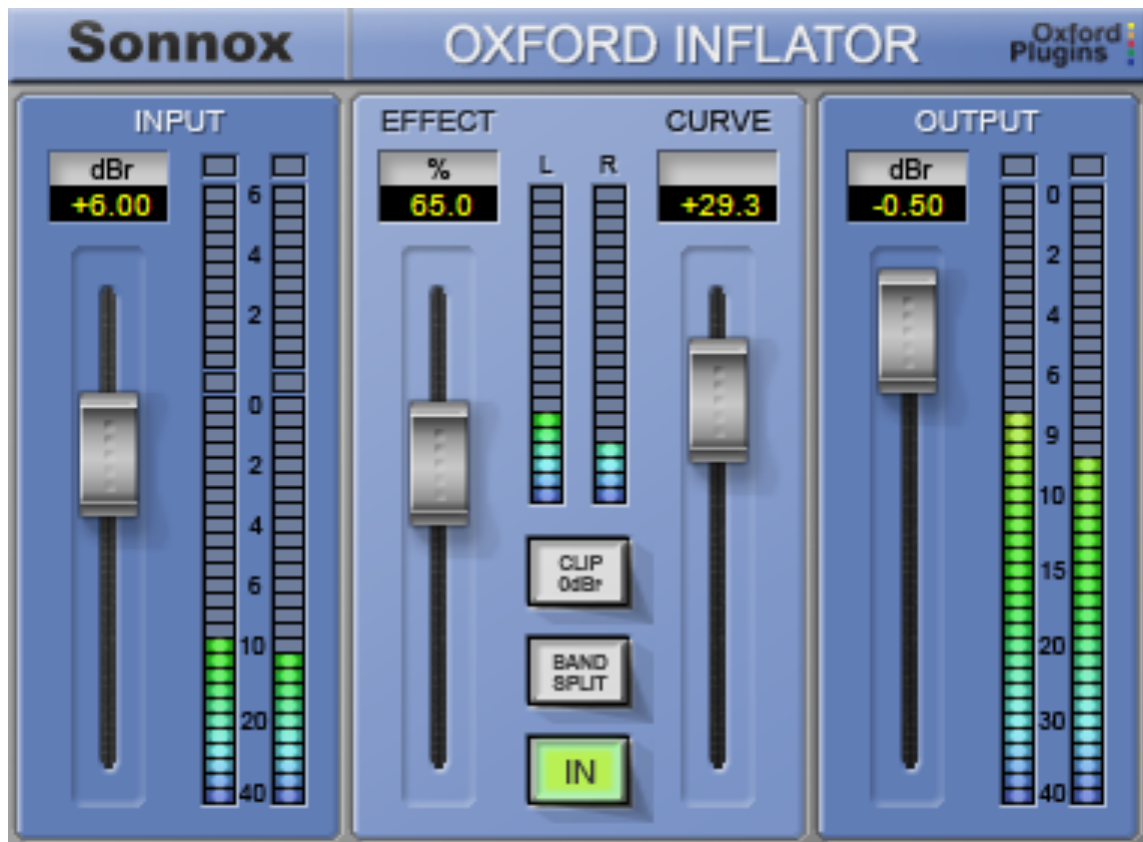 Sonnox
OXFORD INFLATOR
Oxford
Plugins
INPUT
dBr
+6.00
6
4
2
0
2
4
6
10
20
40
EFFECT
%
65.0
L
R
CURVE
+29.3
CLIP
0dBr
BAND
SPLIT
IN
OUTPUT
dBr
-0.50
0
2
4
6
9
10
15
20
30
40